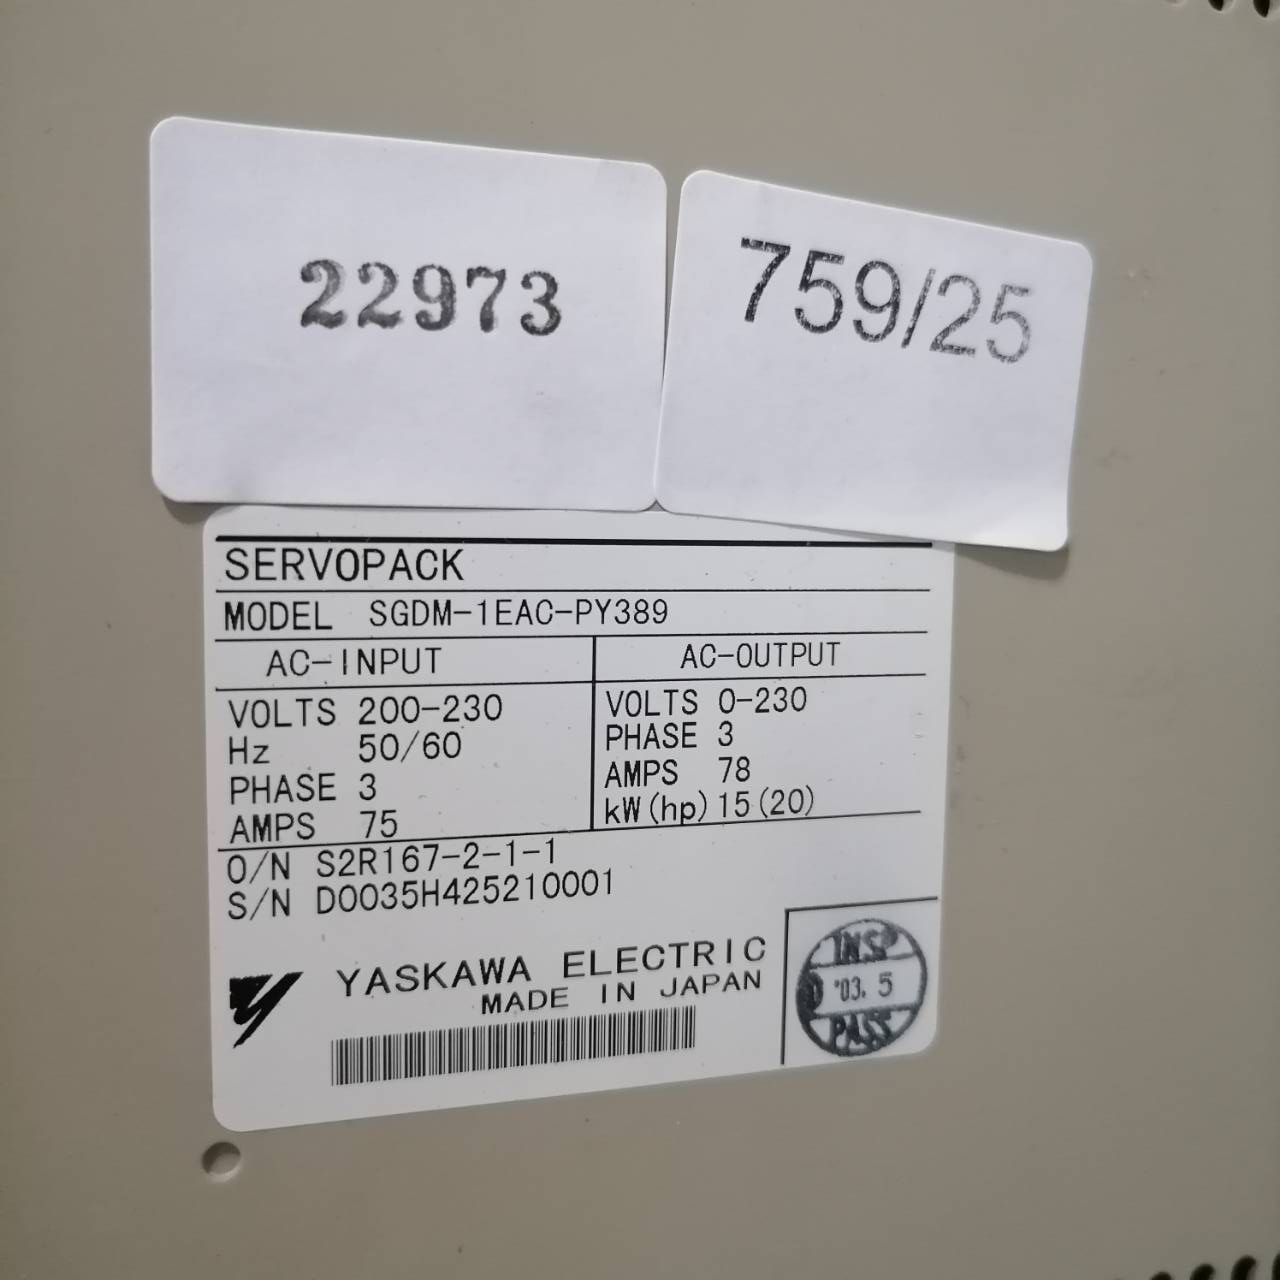 22973
759/25
SERVOPACK
MODEL SGDM-1EAC-PY389
AC-INPUT
VOLTS 200-230
Hz 50/60
PHASE 3
AMPS 75
AC-OUTPUT
VOLTS 0-230
PHASE 3
AMPS 78
kW(hp) 15(20)
O/N S2R167-2-1-1
S/N D0035H425210001
YASKAWA ELECTRIC
MADE IN JAPAN
INSP
'03. 5
PASS